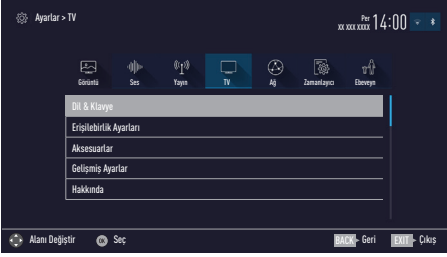 Ayarlar > TV
Per
xx xxx xxxx 14:00
Görüntü Ses Yayın TV Ağ Zamanlayıcı Ebeveyn
Dil & Klavye
Erişilebilirlik Ayarları
Aksesuarlar
Gelişmiş Ayarlar
Hakkında
Alanı Değiştir OK Seç BACK Geri EXIT Çıkış